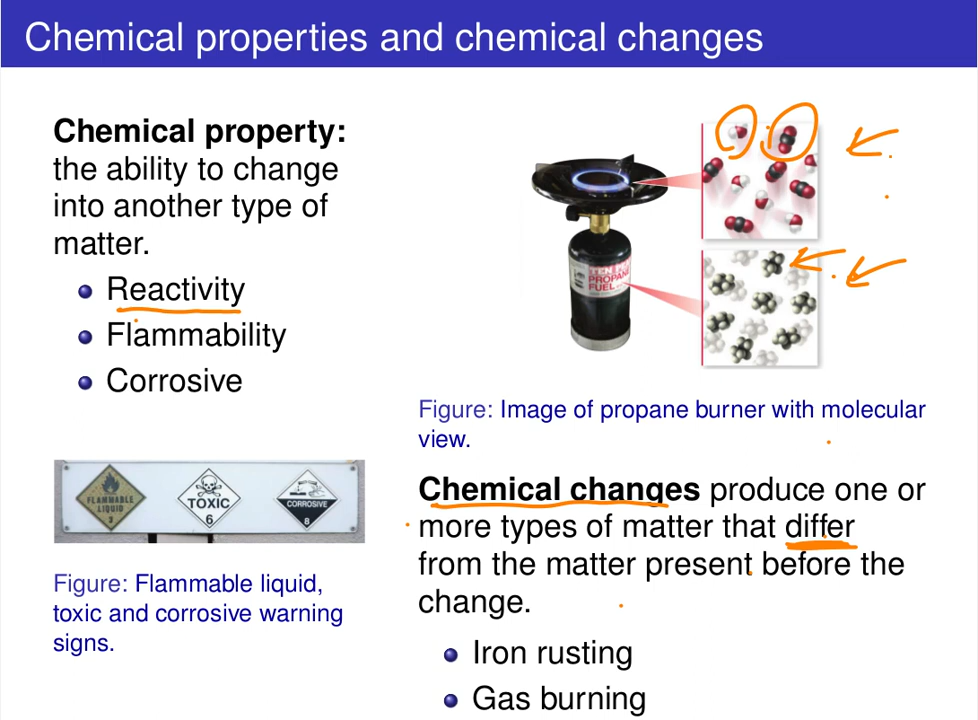 Chemical properties and chemical changes
Chemical property:
the ability to change
into another type of
matter.
Reactivity
Flammability
Corrosive
FLAMMABLE
LIQUID
3
TOXIC
6
CORROSIVE
8
Figure: Flammable liquid,
toxic and corrosive warning
signs.
PROPANE
FUEL
Figure: Image of propane burner with molecular
view.
Chemical changes produce one or
more types of matter that differ
from the matter present before the
change.
Iron rusting
Gas burning